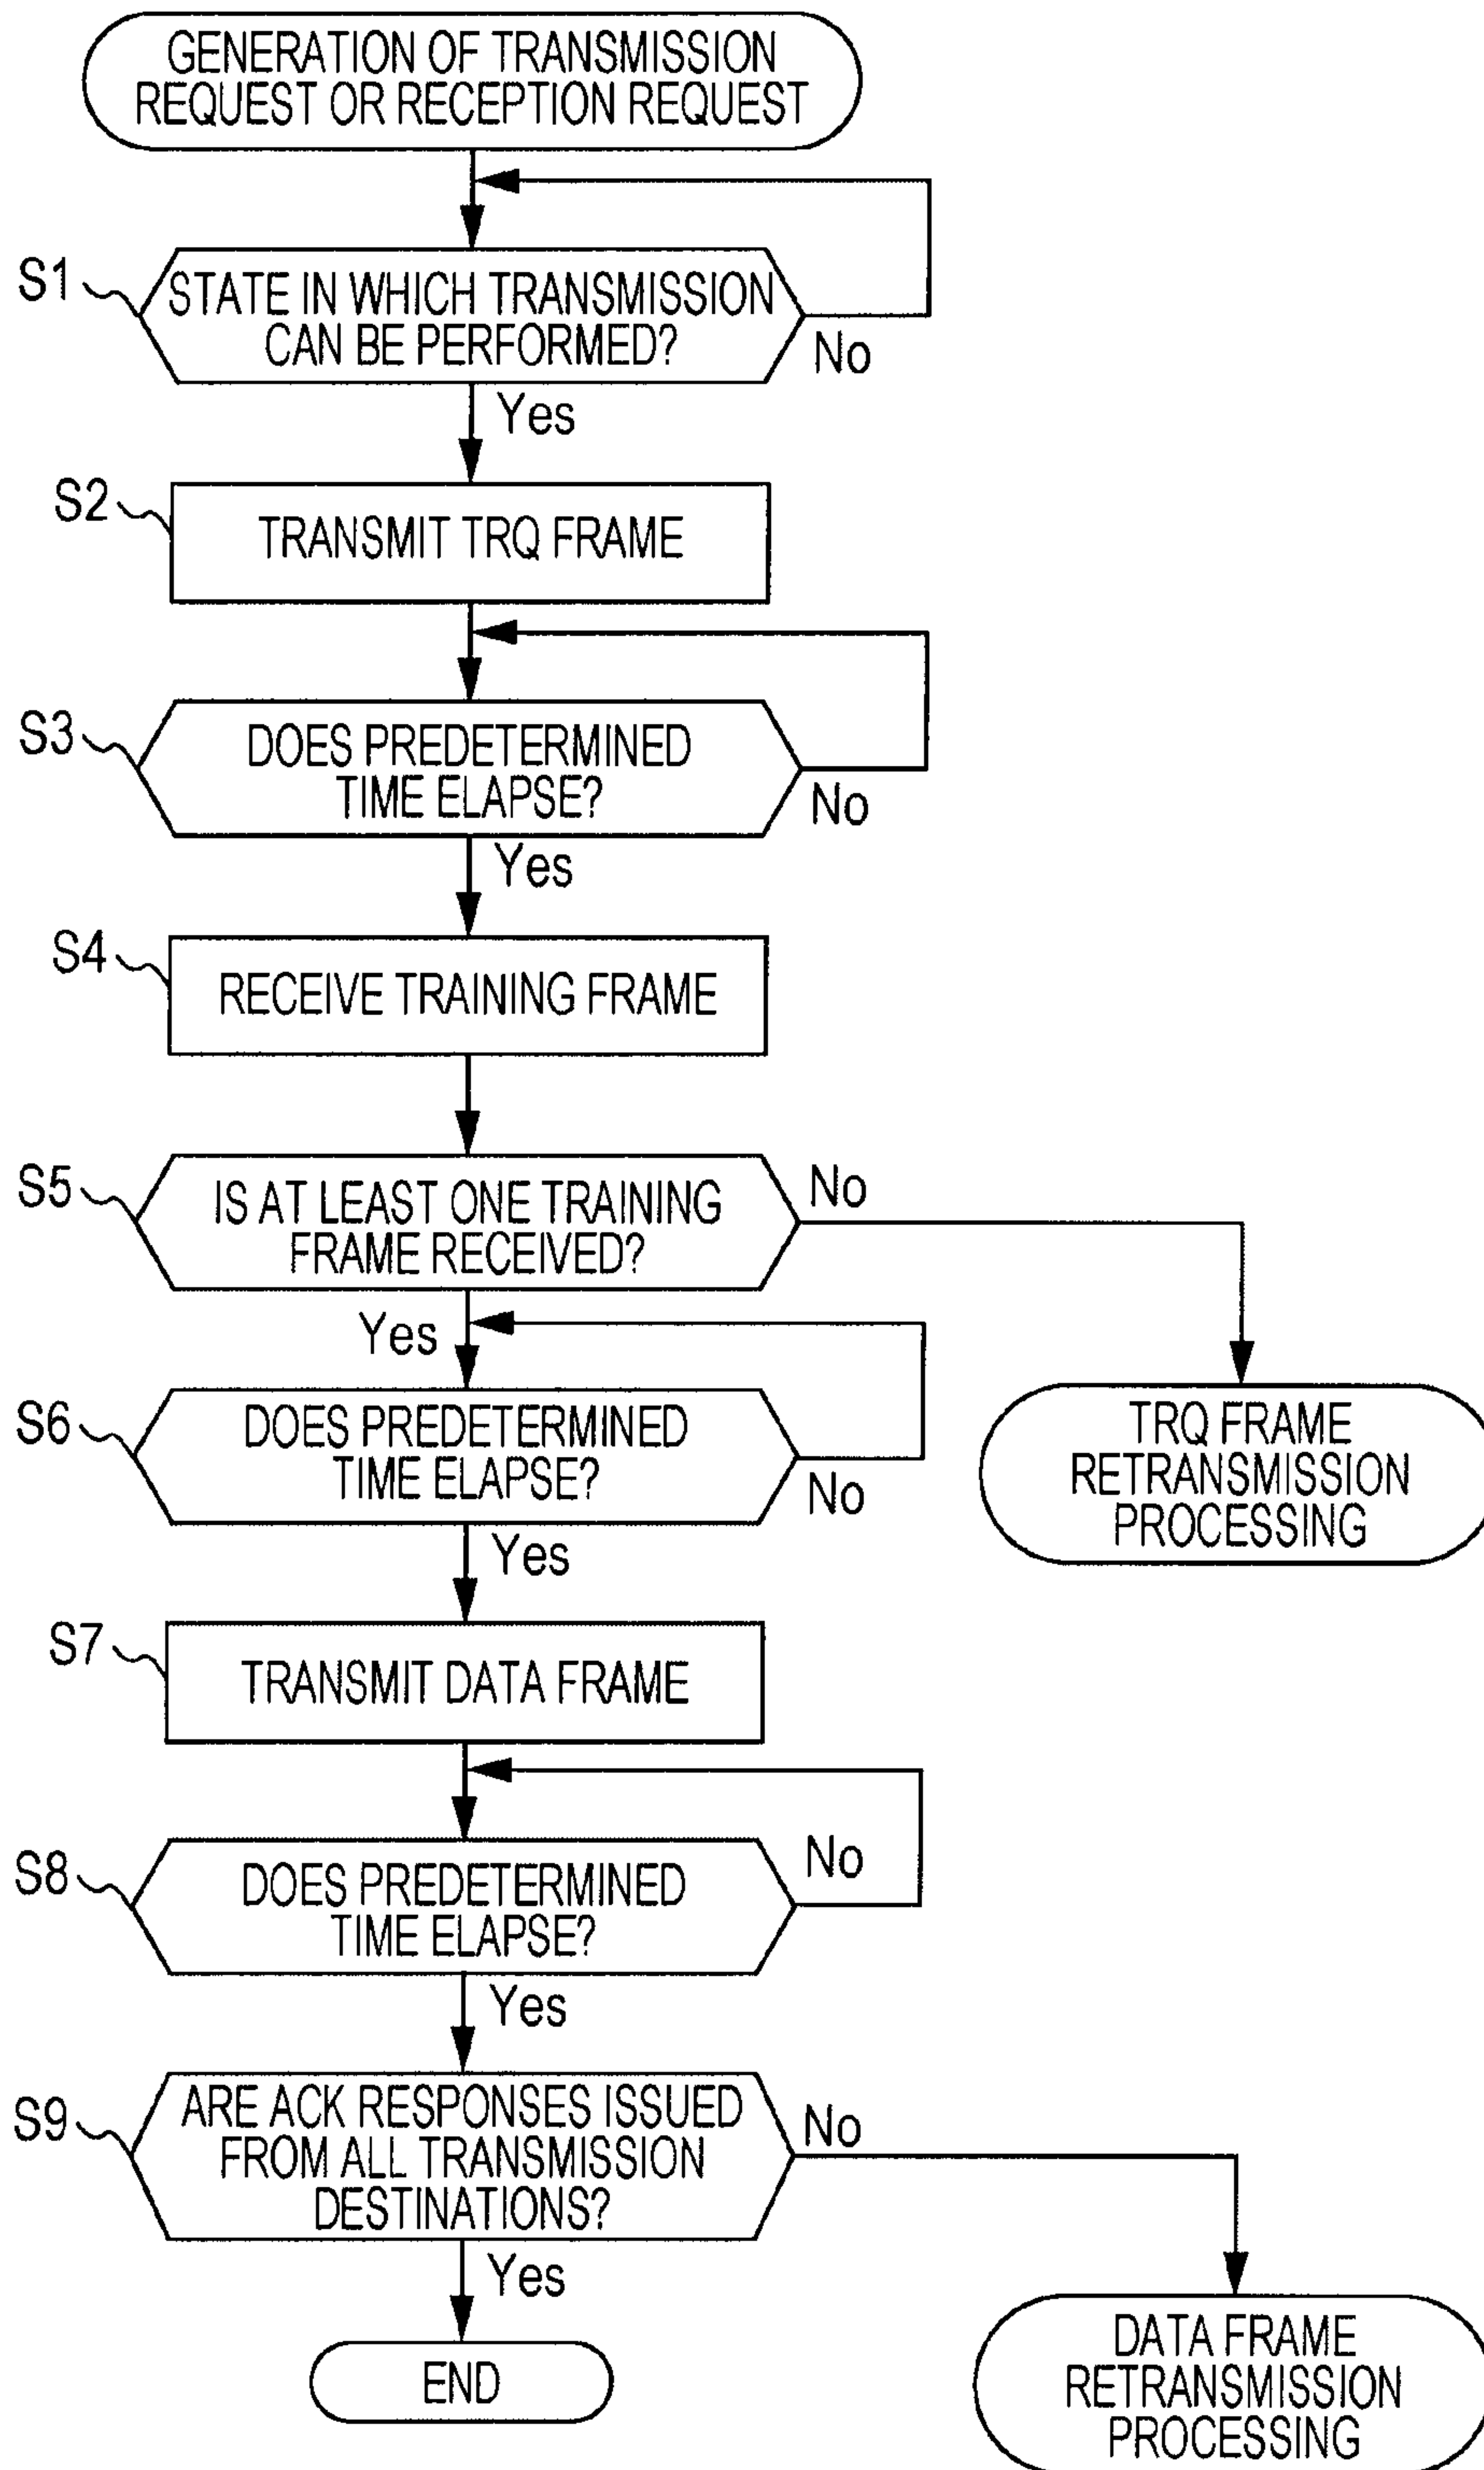 GENERATION OF TRANSMISSION
REQUEST OR RECEPTION REQUEST
S1
STATE IN WHICH TRANSMISSION
CAN BE PERFORMED?
No
Yes
S2
TRANSMIT TRQ FRAME
S3
DOES PREDETERMINED
TIME ELAPSE?
No
Yes
S4
RECEIVE TRAINING FRAME
S5
IS AT LEAST ONE TRAINING
FRAME RECEIVED?
No
Yes
TRQ FRAME
RETRANSMISSION
PROCESSING
S6
DOES PREDETERMINED
TIME ELAPSE?
No
Yes
S7
TRANSMIT DATA FRAME
S8
DOES PREDETERMINED
TIME ELAPSE?
No
Yes
S9
ARE ACK RESPONSES ISSUED
FROM ALL TRANSMISSION
DESTINATIONS?
No
Yes
END
DATA FRAME
RETRANSMISSION
PROCESSING